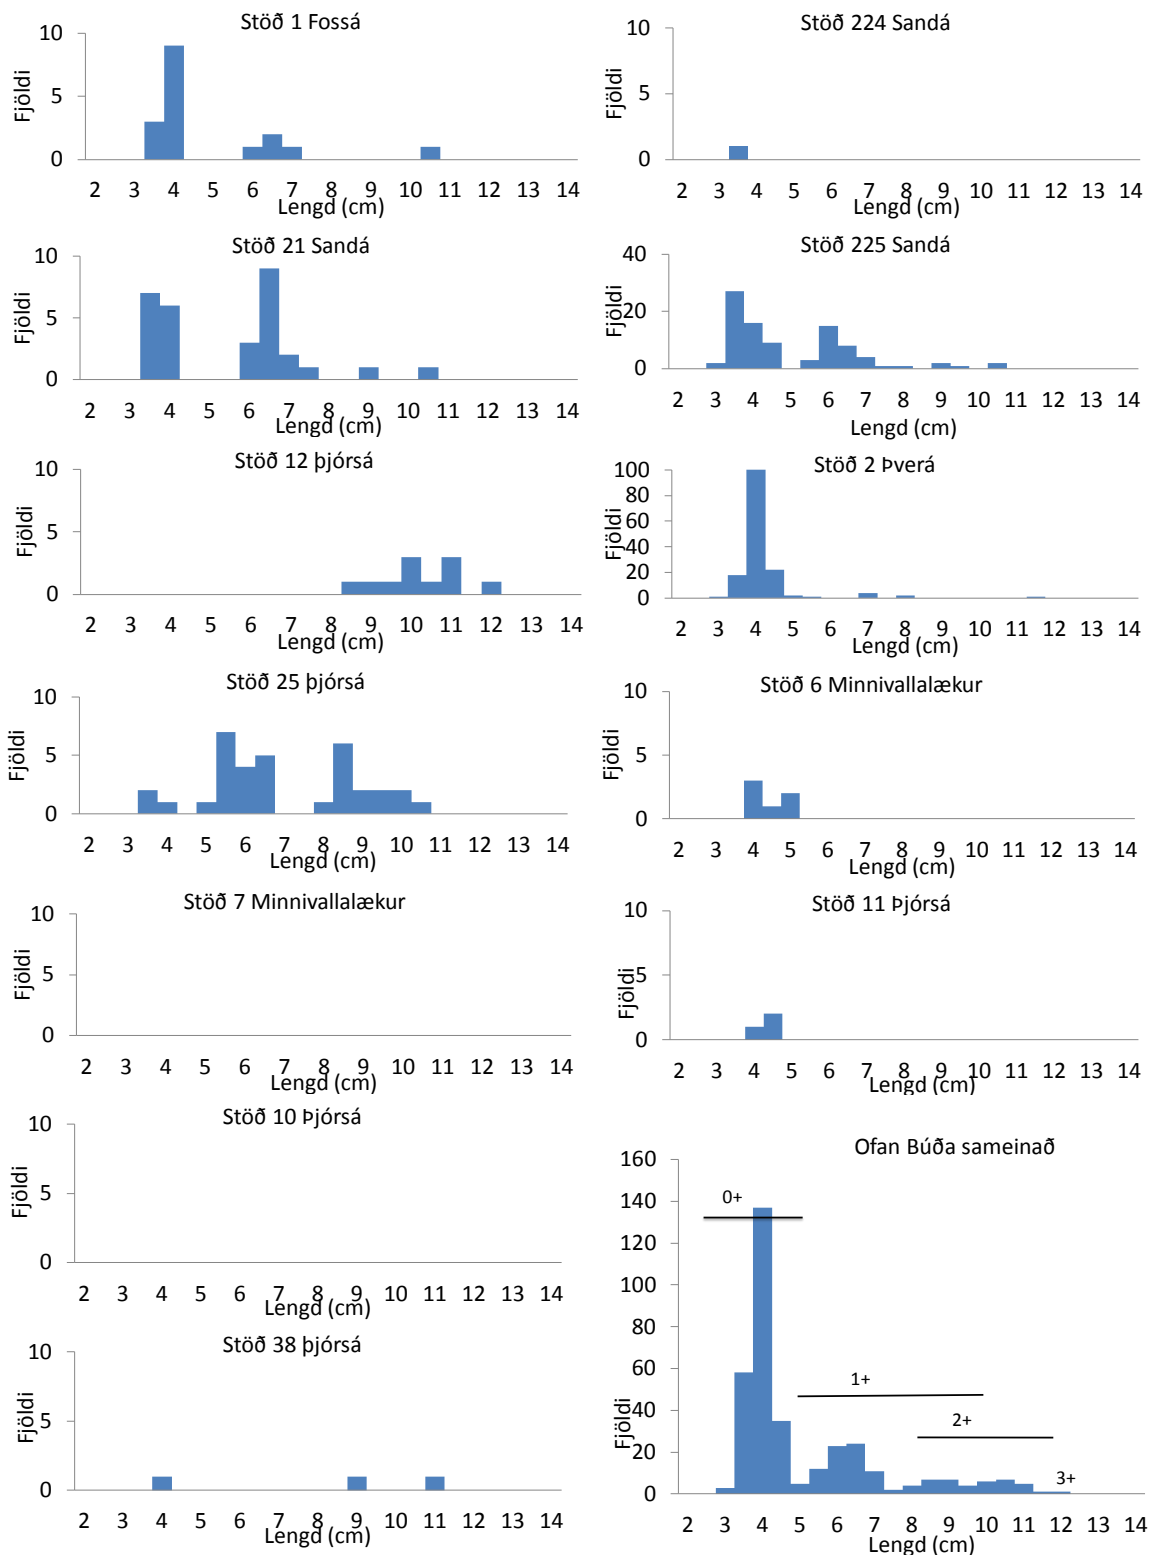 Stöð 1 Fossá
10
5
0
Fjöldi
2 3 4 5 6 7 8 9 10 11 12 13 14
Lengd (cm)
Stöð 224 Sandá
10
5
0
Fjöldi
2 3 4 5 6 7 8 9 10 11 12 13 14
Lengd (cm)
Stöð 21 Sandá
10
5
0
Fjöldi
2 3 4 5 6 7 8 9 10 11 12 13 14
Lengd (cm)
Stöð 225 Sandá
40
20
0
Fjöldi
2 3 4 5 6 7 8 9 10 11 12 13 14
Lengd (cm)
Stöð 12 þjórsá
10
5
0
Fjöldi
2 3 4 5 6 7 8 9 10 11 12 13 14
Lengd (cm)
Stöð 2 Þverá
100
80
60
40
20
0
Fjöldi
2 3 4 5 6 7 8 9 10 11 12 13 14
Lengd (cm)
Stöð 25 þjórsá
10
5
0
Fjöldi
2 3 4 5 6 7 8 9 10 11 12 13 14
Lengd (cm)
Stöð 6 Minnivallalækur
10
5
0
Fjöldi
2 3 4 5 6 7 8 9 10 11 12 13 14
Lengd (cm)
Stöð 7 Minnivallalækur
10
5
0
Fjöldi
2 3 4 5 6 7 8 9 10 11 12 13 14
Lengd (cm)
Stöð 11 Þjórsá
10
5
0
Fjöldi
2 3 4 5 6 7 8 9 10 11 12 13 14
Lengd (cm)
Stöð 10 Þjórsá
10
5
0
Fjöldi
2 3 4 5 6 7 8 9 10 11 12 13 14
Lengd (cm)
Ofan Búða sameinað
160
140
120
100
80
60
40
20
0
Fjöldi
0+
1+
2+
3+
2 3 4 5 6 7 8 9 10 11 12 13 14
Lengd (cm)
Stöð 38 þjórsá
10
5
0
Fjöldi
2 3 4 5 6 7 8 9 10 11 12 13 14
Lengd (cm)